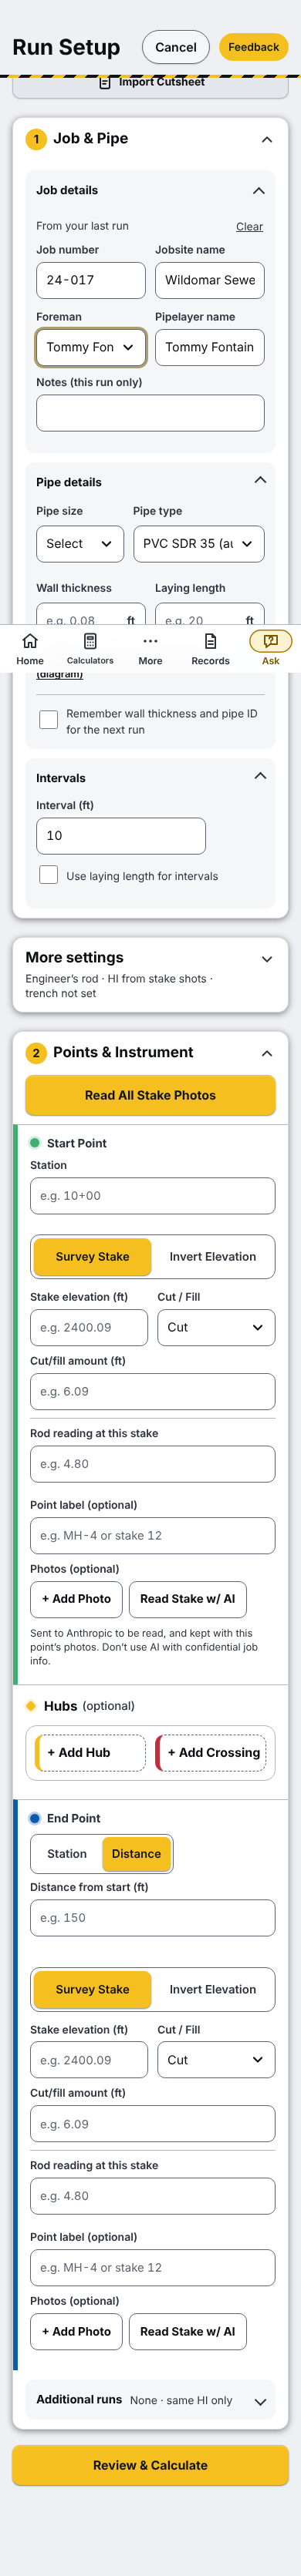 Run Setup
Cancel
Feedback
Import Cutsheet
1 Job & Pipe
Job details
From your last run
Clear
Job number
Jobsite name
24-017
Wildomar Sewe
Foreman
Pipelayer name
Tommy Fon
Tommy Fontain
Notes (this run only)
Pipe details
Pipe size
Pipe type
Select
PVC SDR 35 (au
Wall thickness
Laying length
e.g. 0.08 ft
e.g. 20 ft
Home
Calculators
More
Records
Ask
(diagram)
Remember wall thickness and pipe ID
for the next run
Intervals
Interval (ft)
10
Use laying length for intervals
More settings
Engineer's rod · HI from stake shots ·
trench not set
2 Points & Instrument
Read All Stake Photos
Start Point
Station
e.g. 10+00
Survey Stake
Invert Elevation
Stake elevation (ft)
Cut / Fill
e.g. 2400.09
Cut
Cut/fill amount (ft)
e.g. 6.09
Rod reading at this stake
e.g. 4.80
Point label (optional)
e.g. MH-4 or stake 12
Photos (optional)
+ Add Photo
Read Stake w/ AI
Sent to Anthropic to be read, and kept with this
point's photos. Don't use AI with confidential job
info.
Hubs (optional)
+ Add Hub
+ Add Crossing
End Point
Station
Distance
Distance from start (ft)
e.g. 150
Survey Stake
Invert Elevation
Stake elevation (ft)
Cut / Fill
e.g. 2400.09
Cut
Cut/fill amount (ft)
e.g. 6.09
Rod reading at this stake
e.g. 4.80
Point label (optional)
e.g. MH-4 or stake 12
Photos (optional)
+ Add Photo
Read Stake w/ AI
Additional runs None · same HI only
Review & Calculate